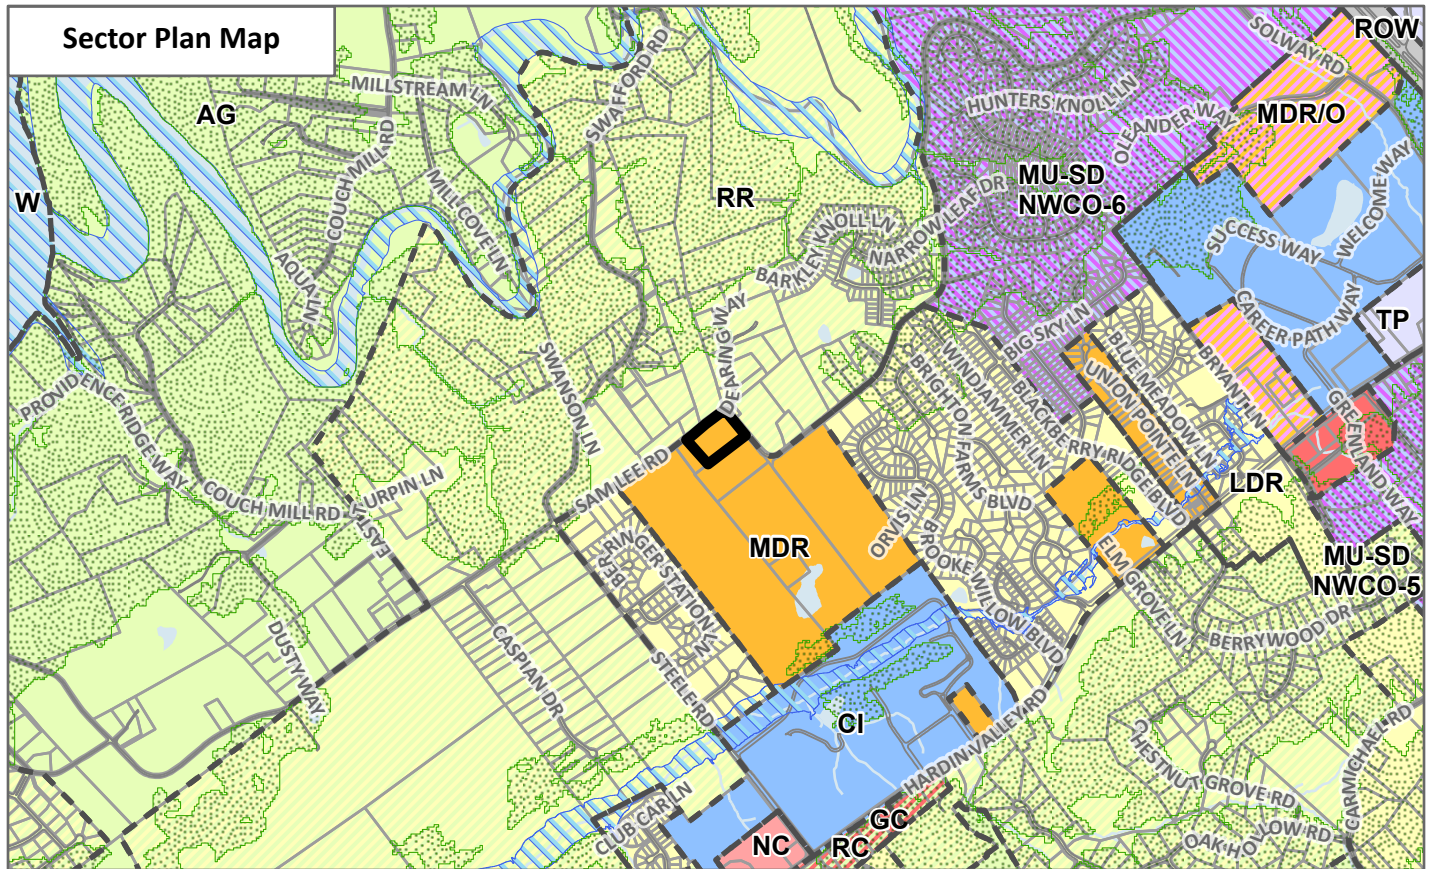 Sector Plan Map
SOLWAY RD
ROW
SWAFFORD RD
MILLSTREAM LN
AG
HUNTERS KNOLL LN
MDR/O
OLEANDER WAY
COUCH MILL RD
MU-SD
NWCO-6
WELCOME WAY
W
MILL COVE LN
RR
BARKLEY KNOLL LN
NARROW LEAF DR
SUCCESS WAY
AQUA LN
CAREER PATH WAY
TP
DEARING WAY
BIG SKY LN
BLUE MEADOW LN
BRYANT LN
UNION POINT LN
SWANSON LN
WINDJAMMER LN
BRIGHTON FARMS BLVD
BLACKBERRY RIDGE BLVD
PROVIDENCE RIDGE WAY
GREENLAND WAY
SAM LEE RD
COUCH MILL RD
TURPIN LN
EAST
LDR
ORVIS LN
MDR
BERRINGER STATION LN
BROOKE WILLOW BLVD
ELM GROVE LN
MU-SD
NWCO-5
BERRYWOOD DR
DUSTY WAY
CASPIAN DR
STEELE RD
CI
HARDIN VALLEY RD
CHESTNUT GROVE RD
CARMICHAEL RD
CLUB CAR LN
GC
NC
RC
OAK HOLLOW RD